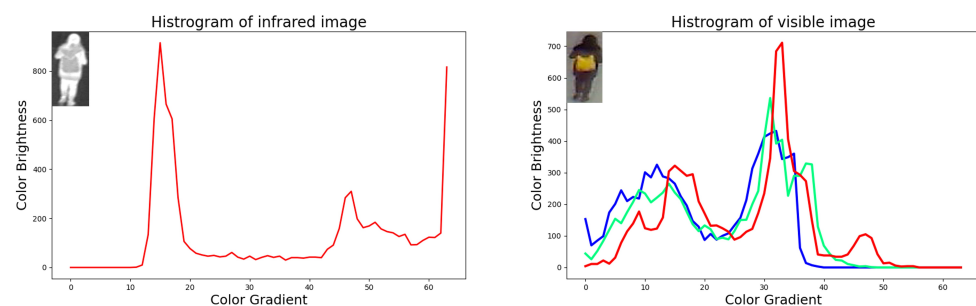 Histrogram of infrared image
Color Brightness
800
600
400
200
0
0 10 20 30 40 50 60
Color Gradient
Histrogram of visible image
Color Brightness
700
600
500
400
300
200
100
0
0 10 20 30 40 50 60
Color Gradient